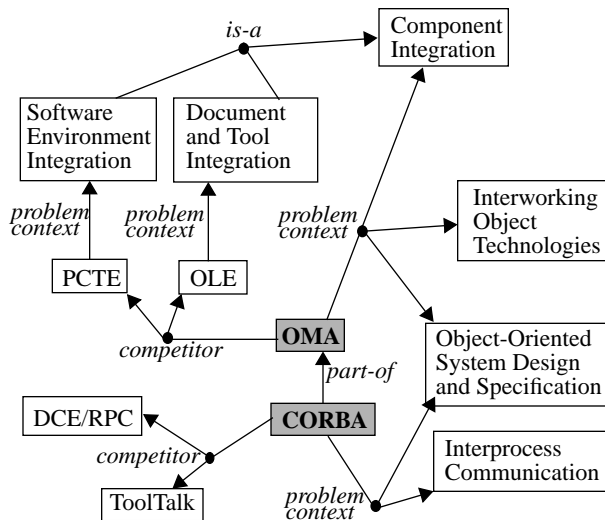 is-a
Component
Integration
Software
Environment
Integration
Document
and Tool
Integration
problem
context
problem
context
problem
context
Interworking
Object
Technologies
PCTE
OLE
competitor
OMA
part-of
Object-Oriented
System Design
and Specification
DCE/RPC
CORBA
competitor
ToolTalk
problem
context
Interprocess
Communication